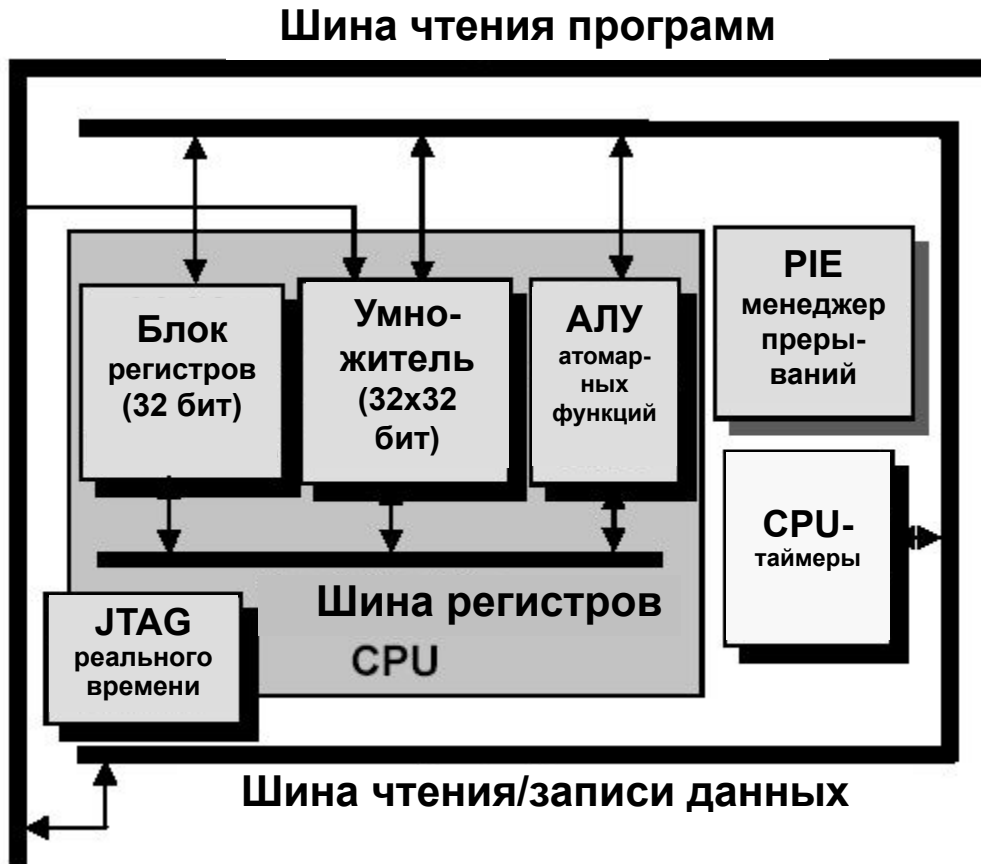 Шина чтения программ
Блок
регистров
(32 бит)
Умно-
житель
(32х32
бит)
АЛУ
атомар-
ных
функций
PIE
менеджер
преры-
ваний
CPU-
таймеры
Шина регистров
CPU
JTAG
реального
времени
Шина чтения/записи данных